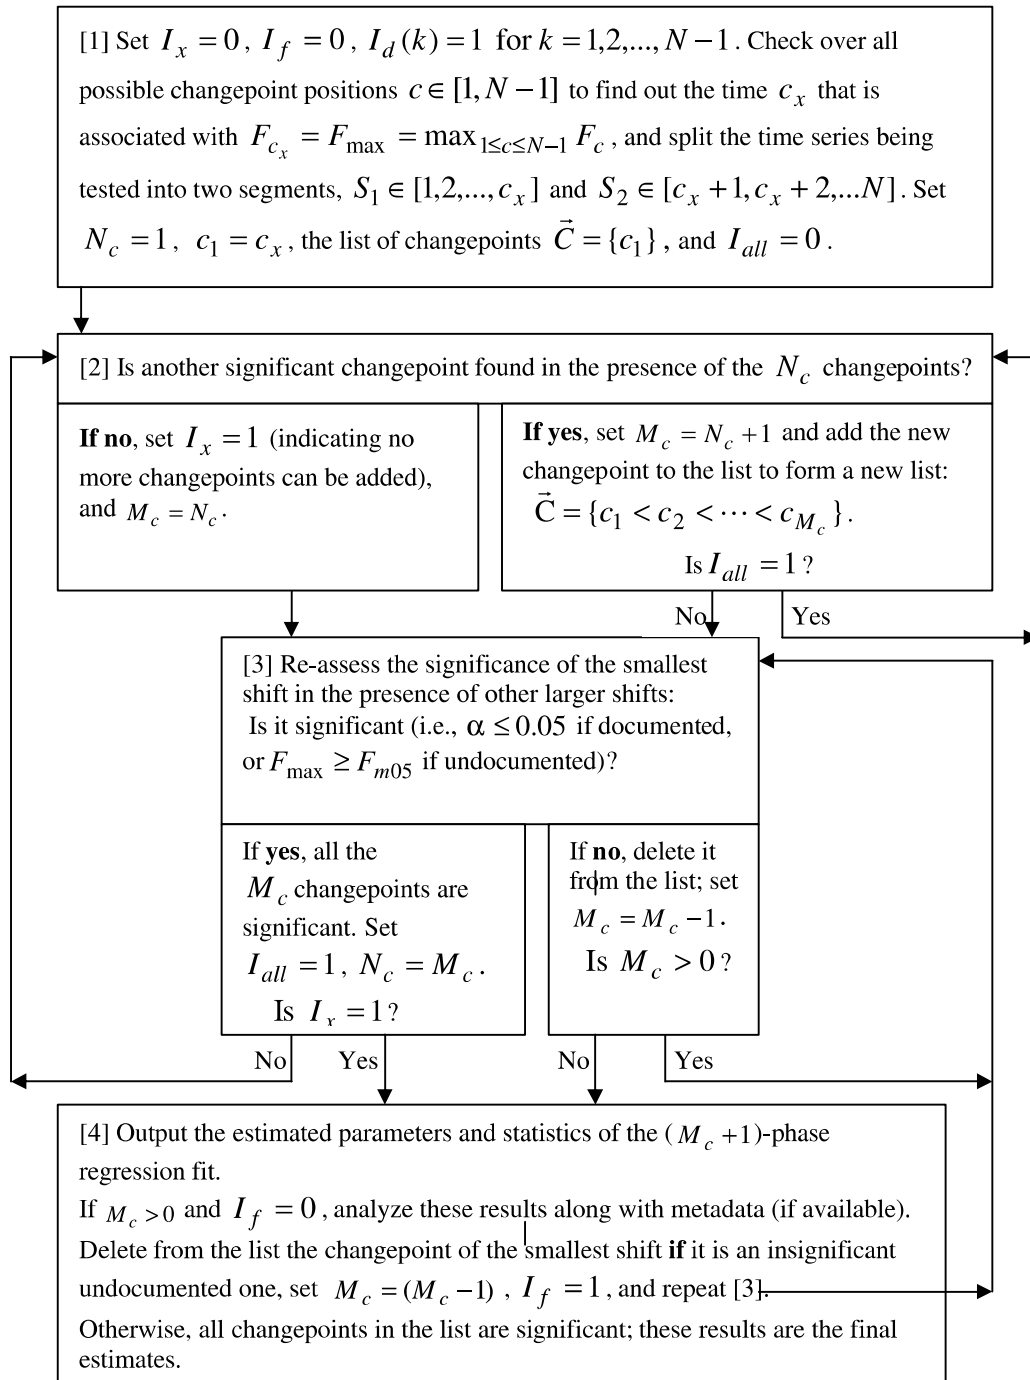 [1] Set I_x = 0, I_f = 0, I_d(k) = 1 for k = 1,2,..., N − 1. Check over all
possible changepoint positions c ∈ [1, N − 1] to find out the time c_x that is
associated with F_{c_x} = F_max = max_{1≤c≤N−1} F_c, and split the time series being
tested into two segments, S_1 ∈ [1,2,..., c_x] and S_2 ∈ [c_x + 1, c_x + 2,...N]. Set
N_c = 1, c_1 = c_x, the list of changepoints C⃗ = {c_1}, and I_all = 0.
[2] Is another significant changepoint found in the presence of the N_c changepoints?
If no, set I_x = 1 (indicating no
more changepoints can be added),
and M_c = N_c.
If yes, set M_c = N_c + 1 and add the new
changepoint to the list to form a new list:
C⃗ = {c_1 < c_2 < ⋯ < c_{M_c}}.
Is I_all = 1?
No
Yes
[3] Re-assess the significance of the smallest
shift in the presence of other larger shifts:
Is it significant (i.e., α ≤ 0.05 if documented,
or F_max ≥ F_m05 if undocumented)?
If yes, all the
M_c changepoints are
significant. Set
I_all = 1, N_c = M_c.
Is I_x = 1?
If no, delete it
from the list; set
M_c = M_c − 1.
Is M_c > 0?
No
Yes
No
Yes
[4] Output the estimated parameters and statistics of the (M_c + 1)-phase
regression fit.
If M_c > 0 and I_f = 0, analyze these results along with metadata (if available).
Delete from the list the changepoint of the smallest shift if it is an insignificant
undocumented one, set M_c = (M_c − 1), I_f = 1, and repeat [3].
Otherwise, all changepoints in the list are significant; these results are the final
estimates.